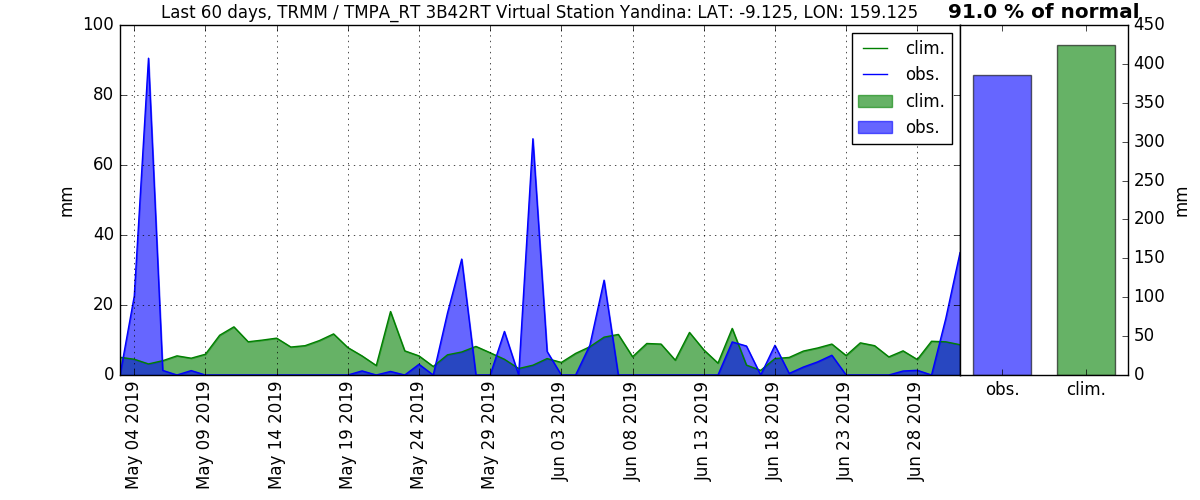 Last 60 days, TRMM / TMPA_RT 3B42RT Virtual Station Yandina: LAT: -9.125, LON: 159.125
91.0 % of normal
100
80
60
40
20
0
mm
clim.
obs.
clim.
obs.
450
400
350
300
250
200
150
100
50
0
mm
obs.
clim.
May 04 2019
May 09 2019
May 14 2019
May 19 2019
May 24 2019
May 29 2019
Jun 03 2019
Jun 08 2019
Jun 13 2019
Jun 18 2019
Jun 23 2019
Jun 28 2019